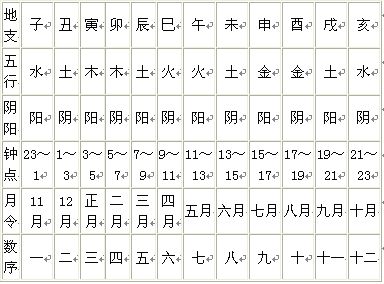 地支 子 丑 寅 卯 辰 巳 午 未 申 酉 戌 亥
五行 水 土 木 木 土 火 火 土 金 金 土 水
阴阳 阳 阴 阳 阴 阳 阴 阳 阴 阳 阴 阳 阴
钟点 23～1 1～3 3～5 5～7 7～9 9～11 11～13 13～15 15～17 17～19 19～21 21～23
月令 11月 12月 正月 二月 三月 四月 五月 六月 七月 八月 九月 十月
数序 一 二 三 四 五 六 七 八 九 十 十一 十二